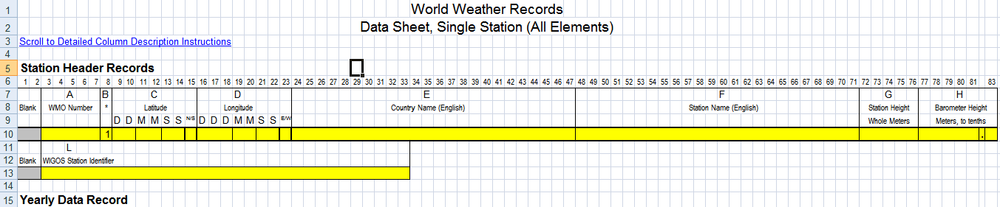 1 World Weather Records
2 Data Sheet, Single Station (All Elements)
3 Scroll to Detailed Column Description Instructions
4
5 Station Header Records
6 1 2 3 4 5 6 7 8 9 10 11 12 13 14 15 16 17 18 19 20 21 22 23 24 25 26 27 28 29 30 31 32 33 34 35 36 37 38 39 40 41 42 43 44 45 46 47 48 49 50 51 52 53 54 55 56 57 58 59 60 61 62 63 64 65 66 67 68 69 70 71 72 73 74 75 76 77 78 79 80 81 83
7 A B C D E F G H
8 Blank WMO Number * Latitude Longitude Country Name (English) Station Name (English) Station Height Barometer Height
9 D D M M S S N/S D D D M M S S E/W Whole Meters Meters, to tenths
10 1 .
11 L
12 Blank WIGOS Station Identifier
13
14
15 Yearly Data Record